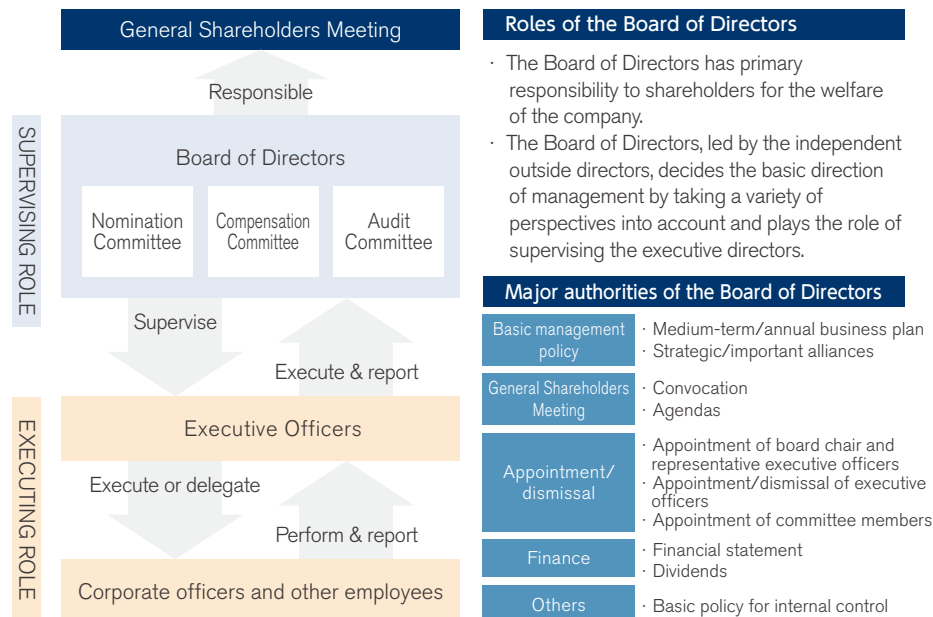 General Shareholders Meeting
Responsible
SUPERVISING ROLE
Board of Directors
Nomination
Committee
Compensation
Committee
Audit
Committee
Supervise
Execute & report
EXECUTING ROLE
Executive Officers
Execute or delegate
Perform & report
Corporate officers and other employees
Roles of the Board of Directors
· The Board of Directors has primary
responsibility to shareholders for the welfare
of the company.
· The Board of Directors, led by the independent
outside directors, decides the basic direction
of management by taking a variety of
perspectives into account and plays the role of
supervising the executive directors.
Major authorities of the Board of Directors
Basic management
policy
· Medium-term/annual business plan
· Strategic/important alliances
General Shareholders
Meeting
· Convocation
· Agendas
Appointment/
dismissal
· Appointment of board chair and
representative executive officers
· Appointment/dismissal of executive
officers
· Appointment of committee members
Finance
· Financial statement
· Dividends
Others
· Basic policy for internal control